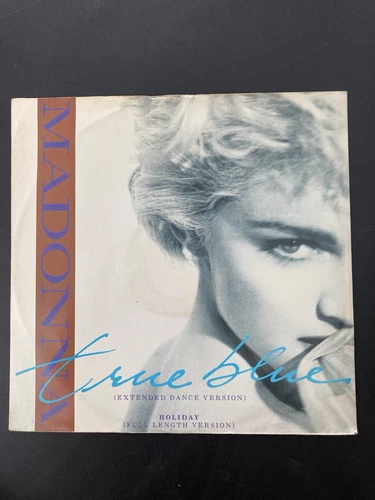 MADONNA
true blue
(EXTENDED DANCE VERSION)
HOLIDAY
(FULL LENGTH VERSION)